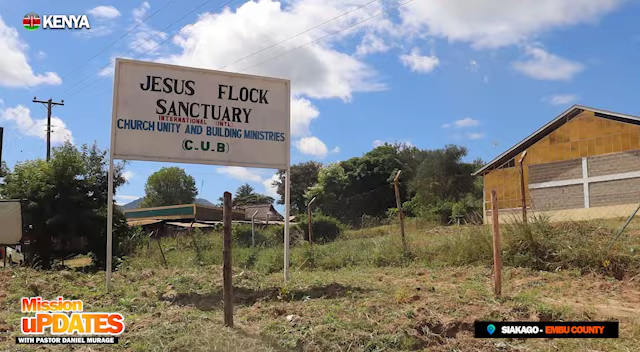 KENYA
JESUS FLOCK
SANCTUARY
INTERNATIONAL (INTL)
CHURCH UNITY AND BUILDING MINISTRIES
(C.U.B)
Mission
uPDATES
WITH PASTOR DANIEL MURAGE
SIAKAGO - EMBU COUNTY